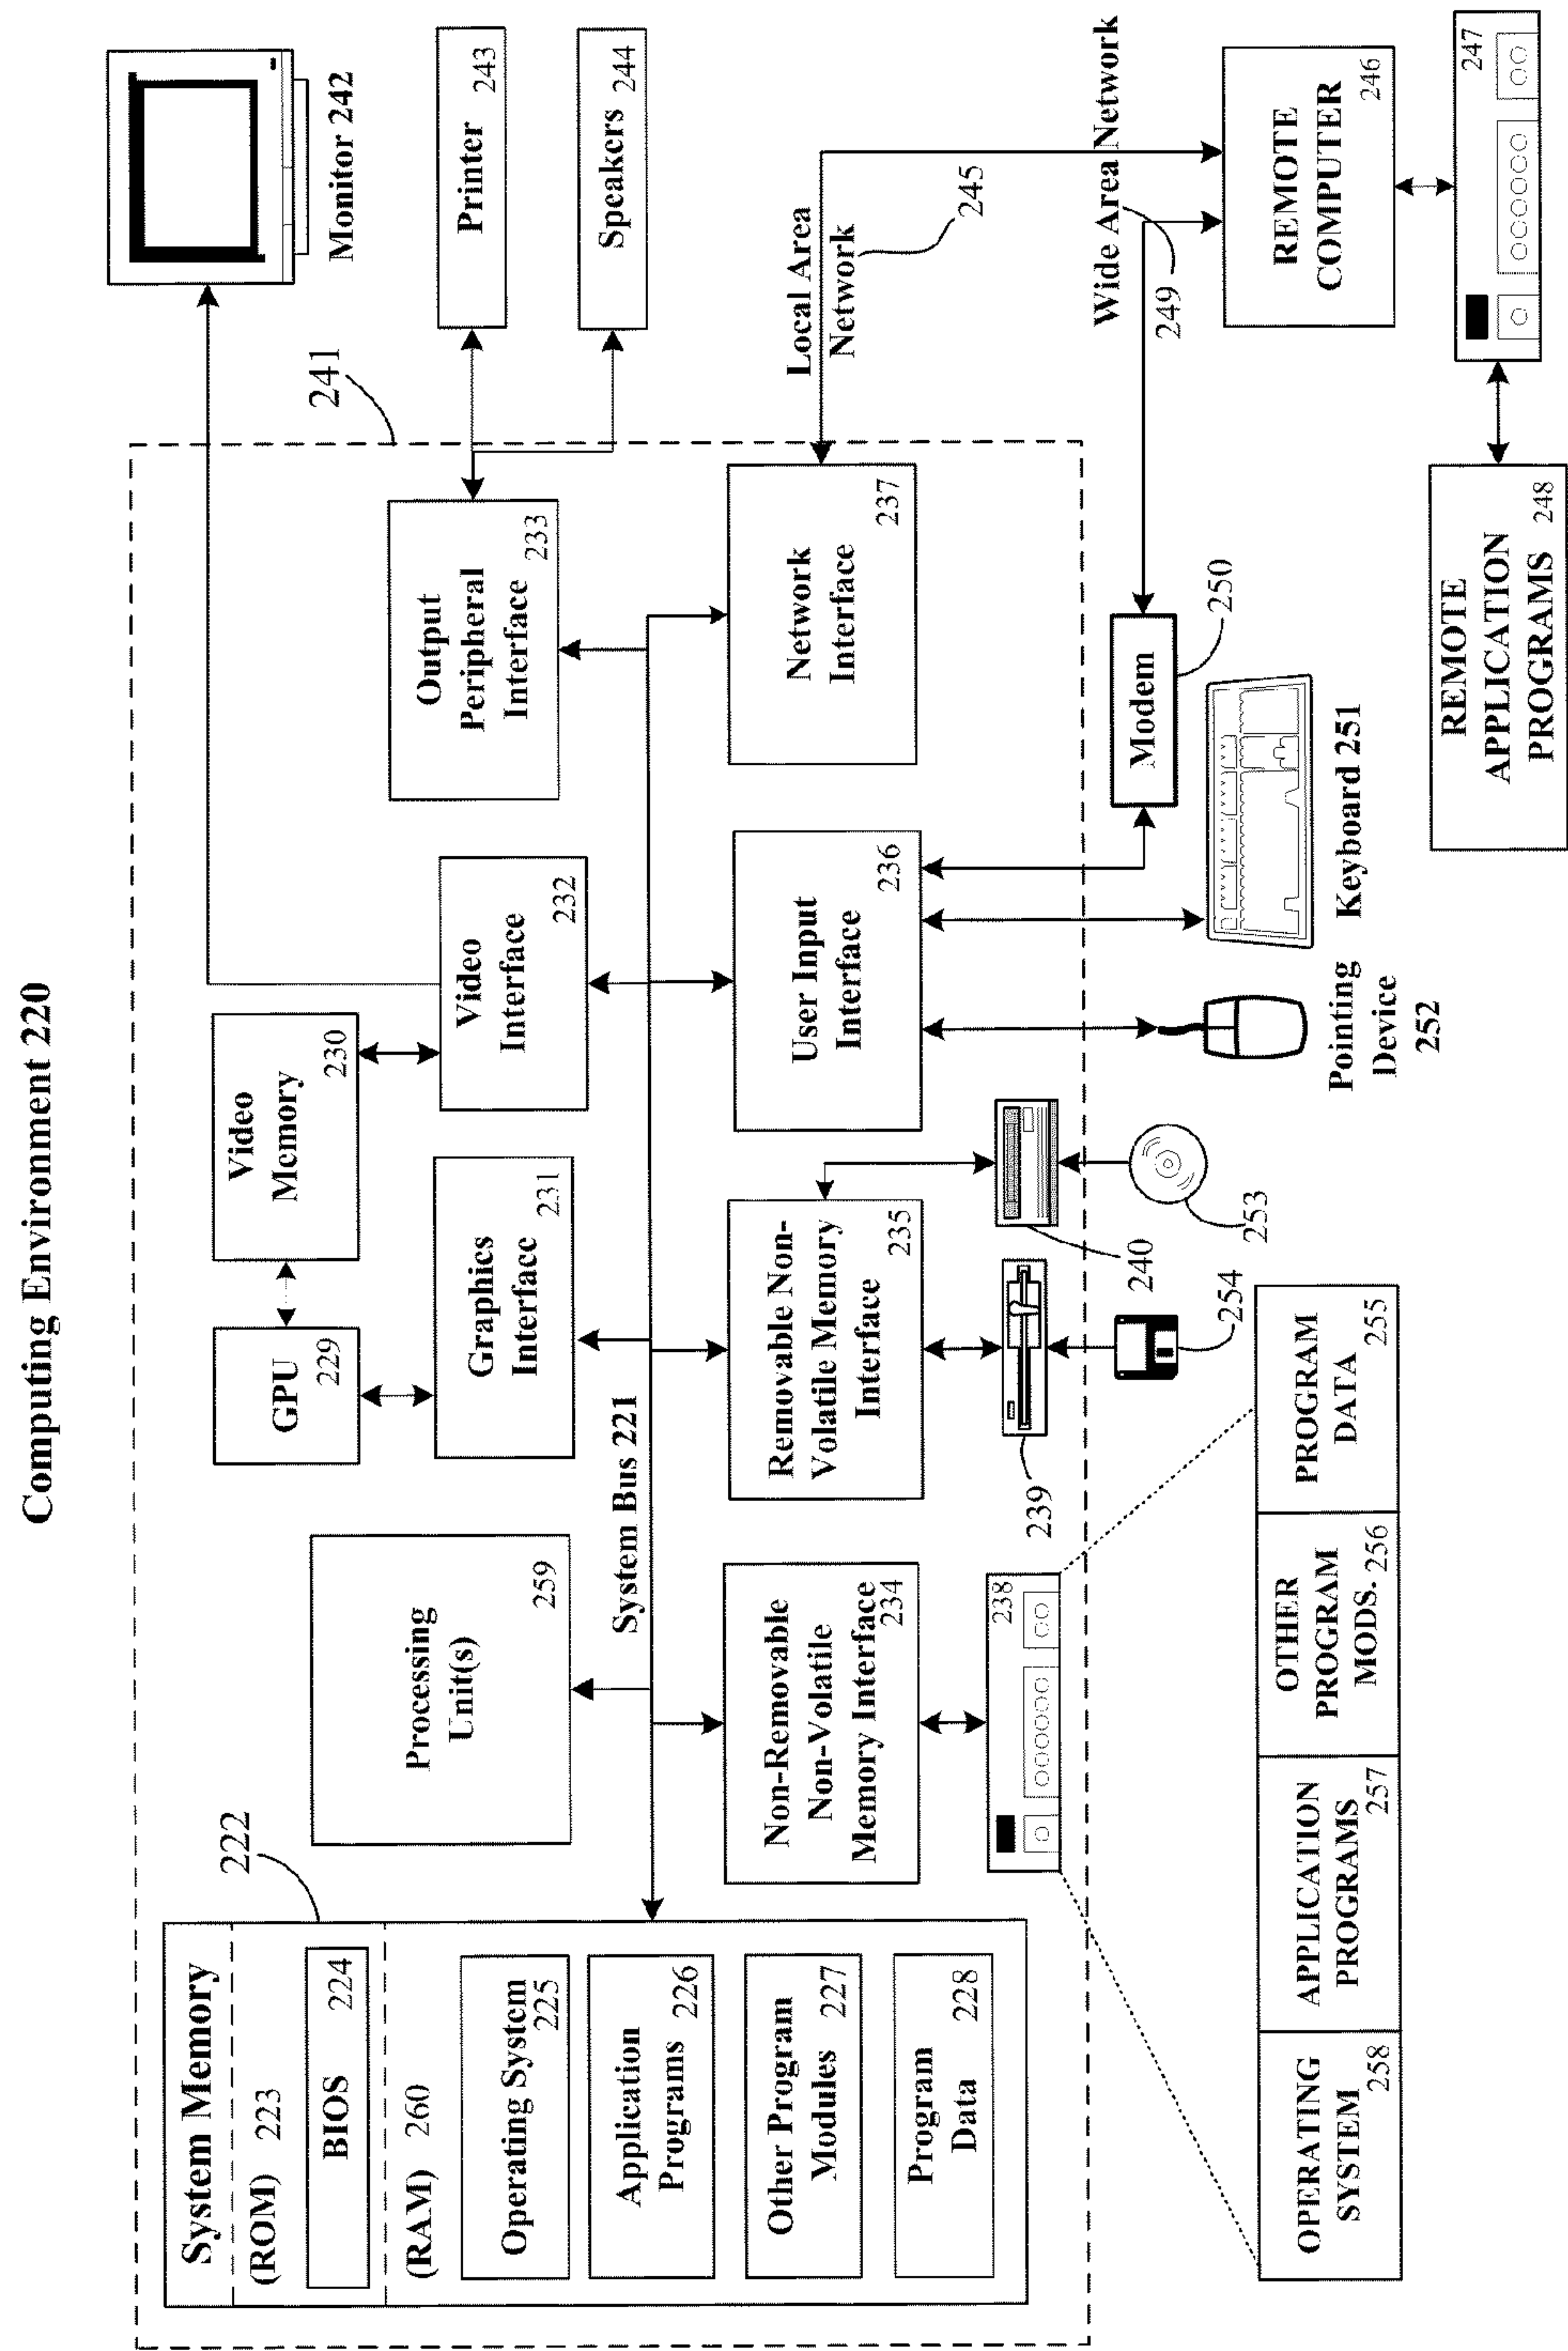 Computing Environment 220
System Memory
(ROM) 223
BIOS 224
(RAM) 260
Operating System
225
Application
Programs 226
Other Program
Modules 227
Program
Data 228
222
Processing
Unit(s)
259
System Bus 221
GPU
229
Video
Memory
230
Graphics
Interface
231
Video
Interface
232
Output
Peripheral
Interface
233
241
Monitor 242
Printer
243
Speakers
244
Non-Removable
Non-Volatile
Memory Interface
234
Removable Non-
Volatile Memory
Interface
235
User Input
Interface
236
Network
Interface
237
Local Area
Network
245
Wide Area Network
249
238
239
240
254
253
Pointing
Device
252
Keyboard 251
Modem
250
REMOTE
COMPUTER
246
247
REMOTE
APPLICATION
PROGRAMS 248
OPERATING
SYSTEM
258
APPLICATION
PROGRAMS
257
OTHER
PROGRAM
MODS. 256
PROGRAM
DATA
255